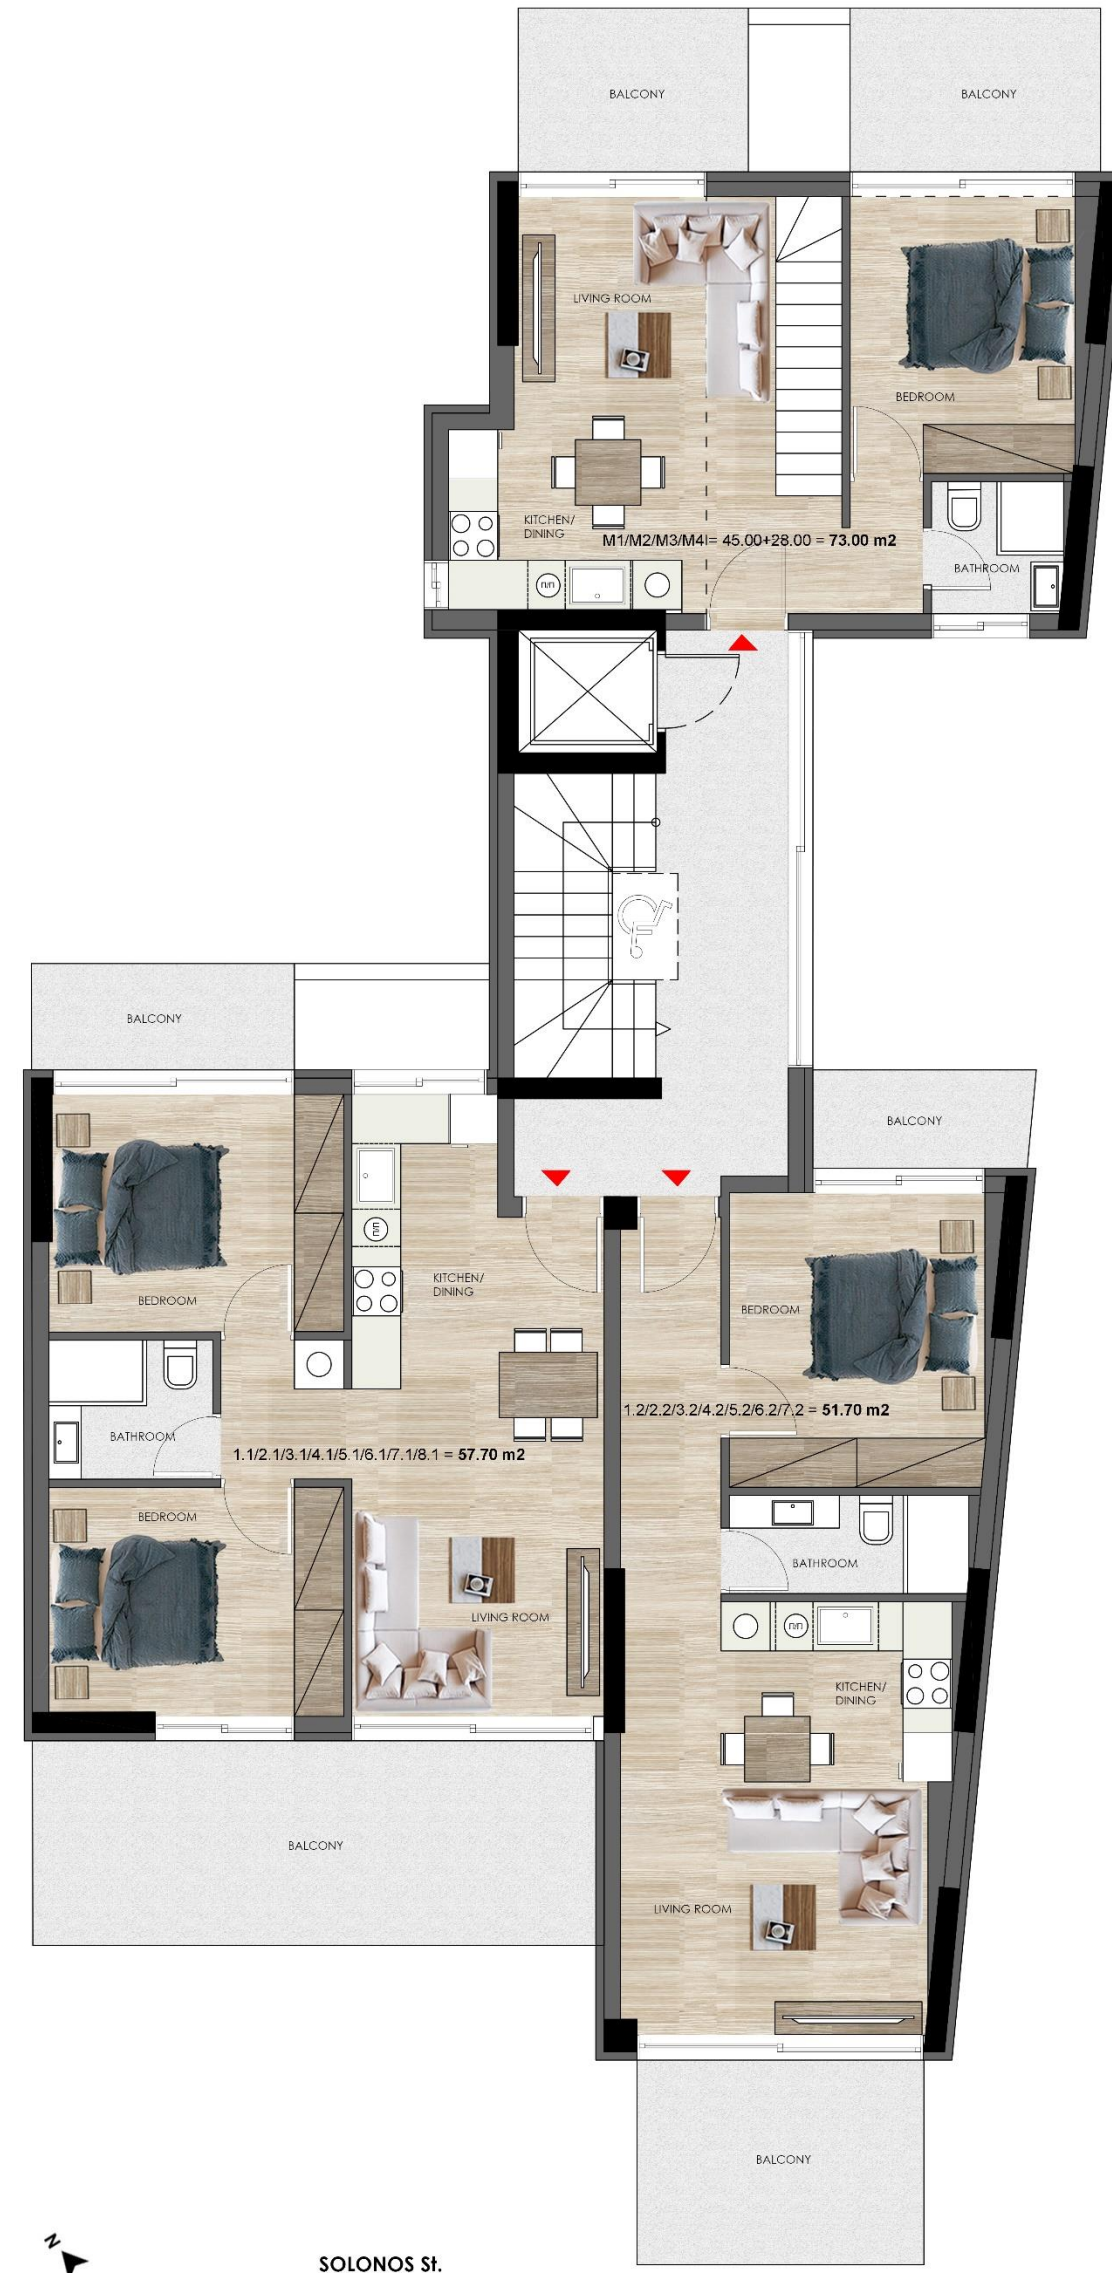 BALCONY
BALCONY
LIVING ROOM
BEDROOM
KITCHEN/
DINING
M1/M2/M3/M4I= 45.00+28.00 = 73.00 m2
BATHROOM
П/П
BALCONY
BALCONY
KITCHEN/
DINING
П/П
BEDROOM
BEDROOM
1.2/2.2/3.2/4.2/5.2/6.2/7.2 = 51.70 m2
BATHROOM
1.1/2.1/3.1/4.1/5.1/6.1/7.1/8.1 = 57.70 m2
BEDROOM
BATHROOM
LIVING ROOM
П/П
KITCHEN/
DINING
BALCONY
LIVING ROOM
BALCONY
N
SOLONOS St.